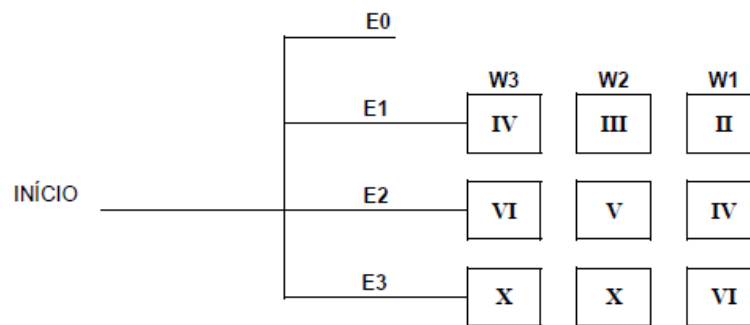 E0
W3 W2 W1
E1 IV III II
INÍCIO
E2 VI V IV
E3 X X VI